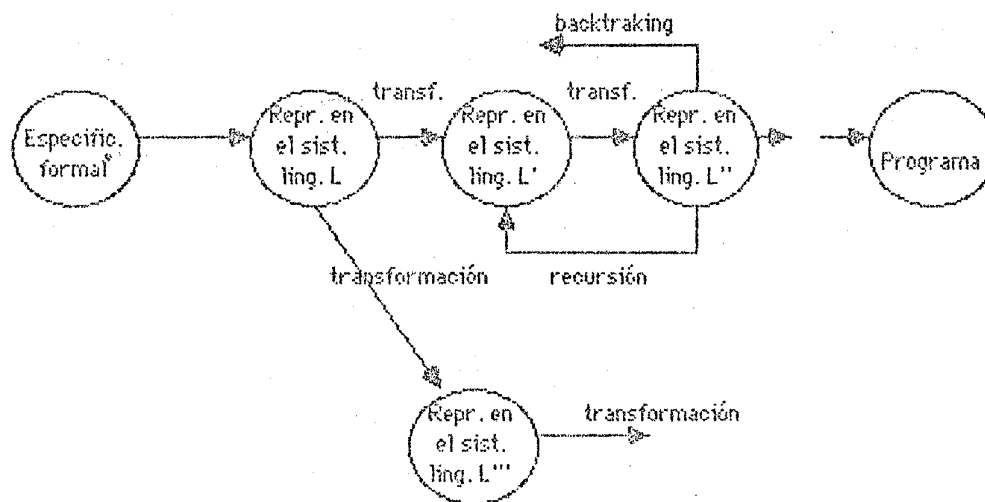 backtraking
transf.
transf.
Especific.
formal
Repr. en
el sist.
ling. L
Repr. en
el sist.
ling. L'
Repr. en
el sist.
ling. L''
Programa
transformación
recursión
Repr. en
el sist.
ling. L'''
transformación